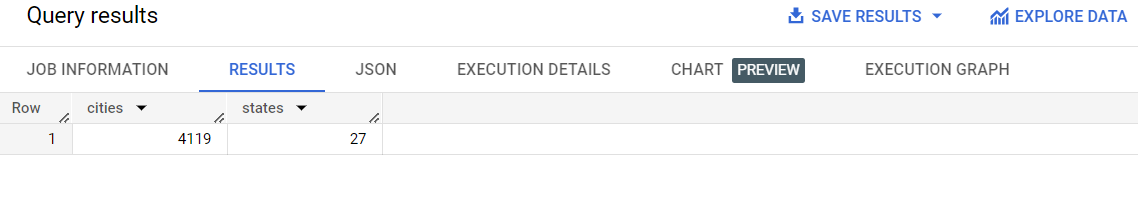 Query results
SAVE RESULTS
EXPLORE DATA
JOB INFORMATION
RESULTS
JSON
EXECUTION DETAILS
CHART PREVIEW
EXECUTION GRAPH
Row cities states
1 4119 27